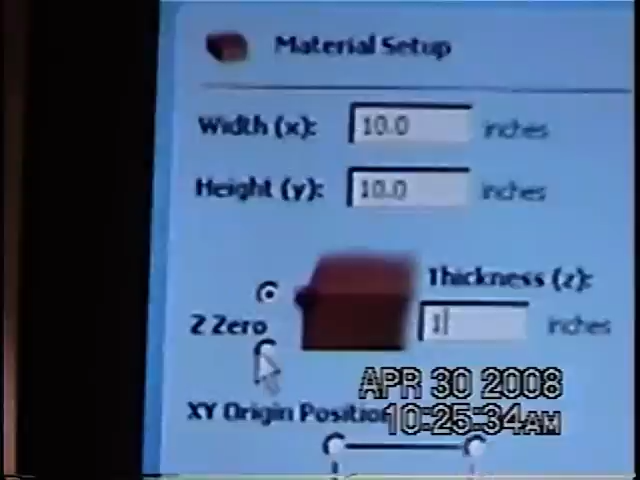 Material Setup
Width (x): 10.0 inches
Height (y): 10.0 inches
Thickness (z):
Z Zero 1 inches
APR 30 2008
XY Origin Position
10:25:34AM